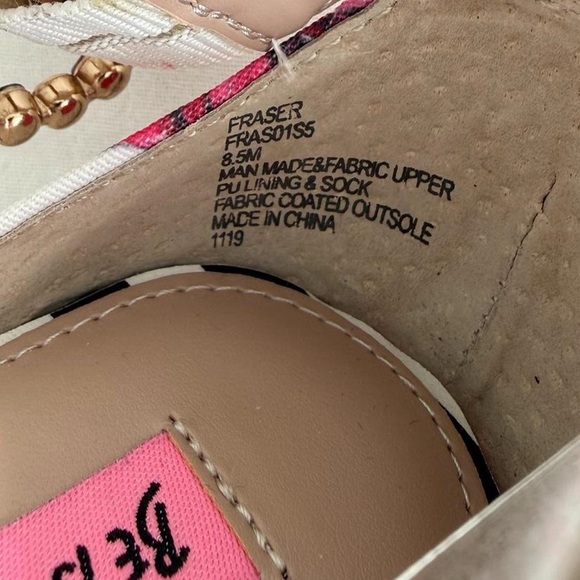 FRASER
FRAS01S5
8.5M
MAN MADE&FABRIC UPPER
PU LINING & SOCK
FABRIC COATED OUTSOLE
MADE IN CHINA
1119